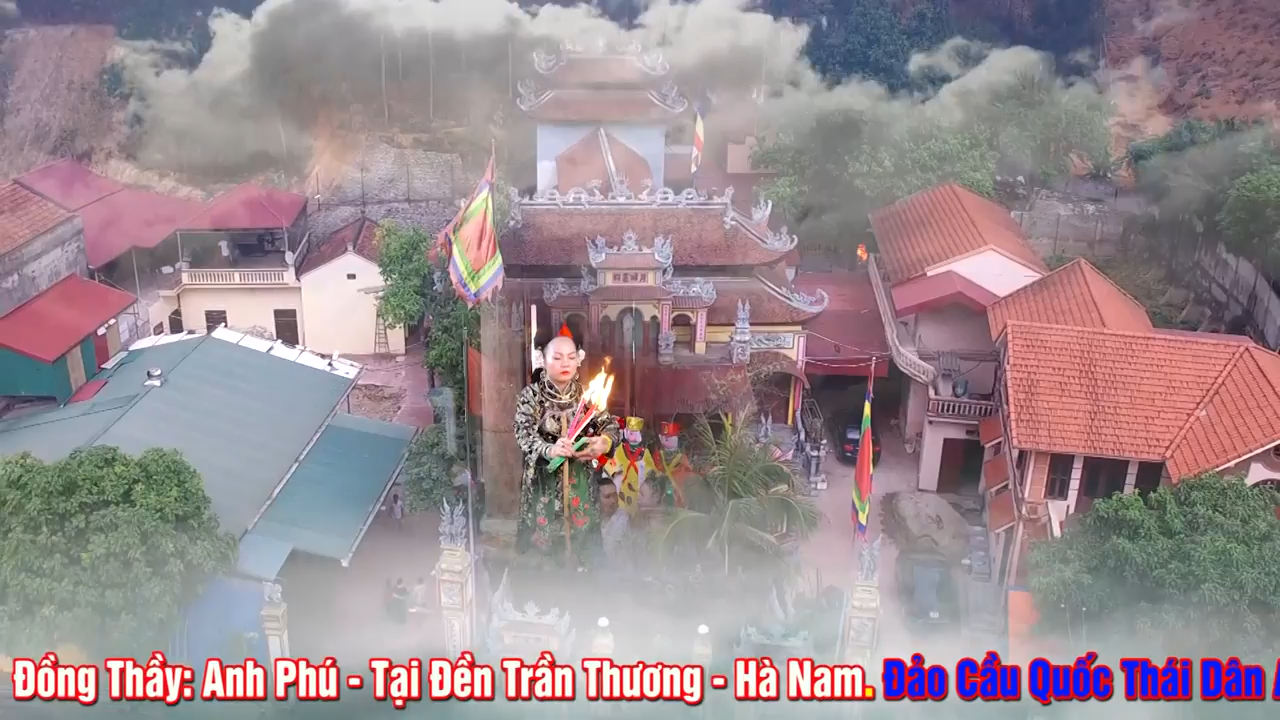 Đồng Thầy: Anh Phú - Tại Đền Trần Thương - Hà Nam. Đảo Cầu Quốc Thái Dân